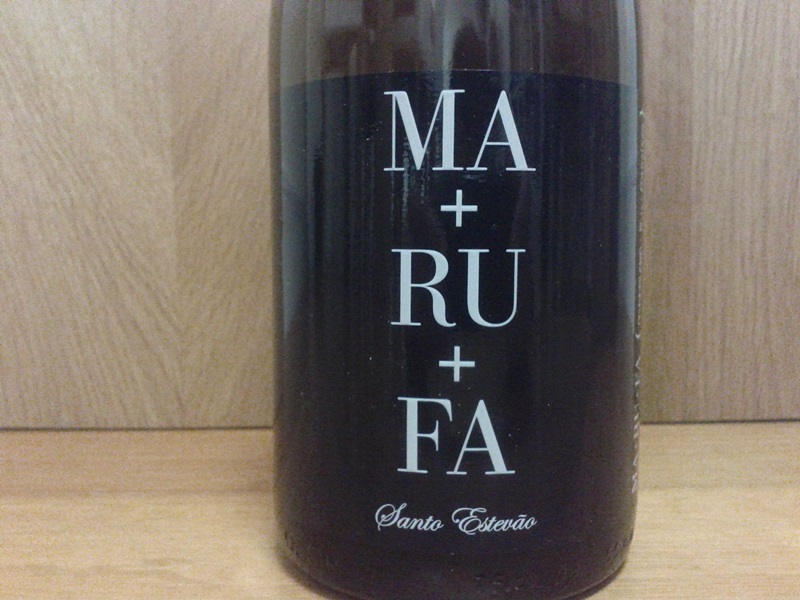 MA
+
RU
+
FA
Santo Estevão